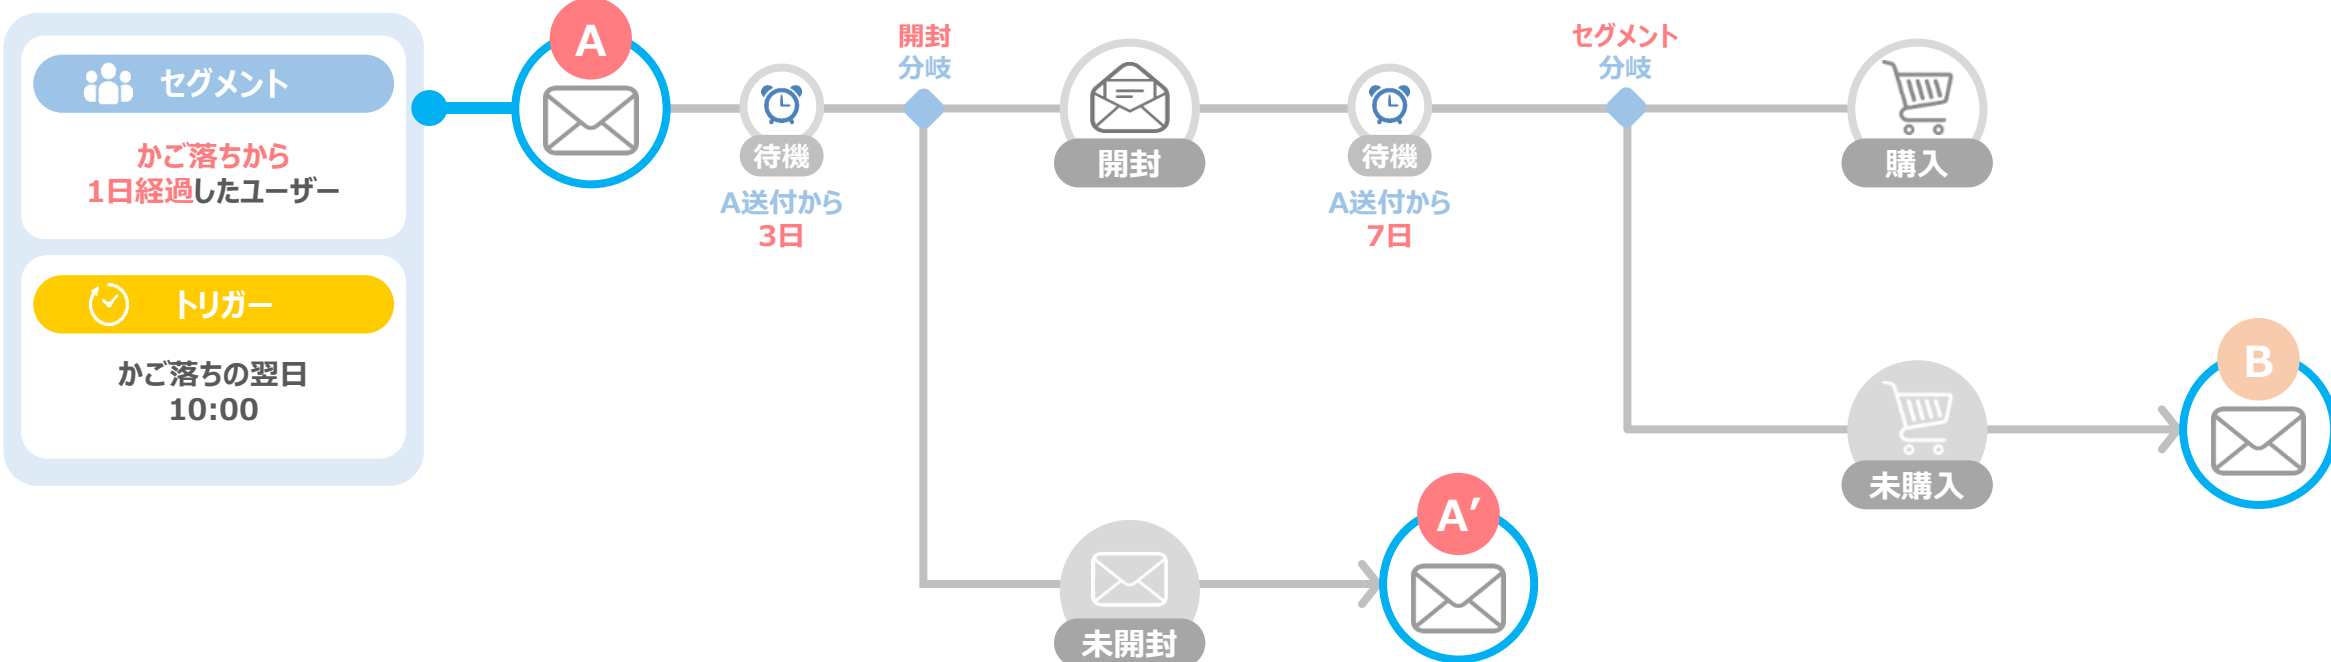 セグメント
かご落ちから
1日経過したユーザー
トリガー
かご落ちの翌日
10:00
A
待機
A送付から
3日
開封
分岐
開封
待機
A送付から
7日
セグメント
分岐
購入
未購入
B
未開封
A’